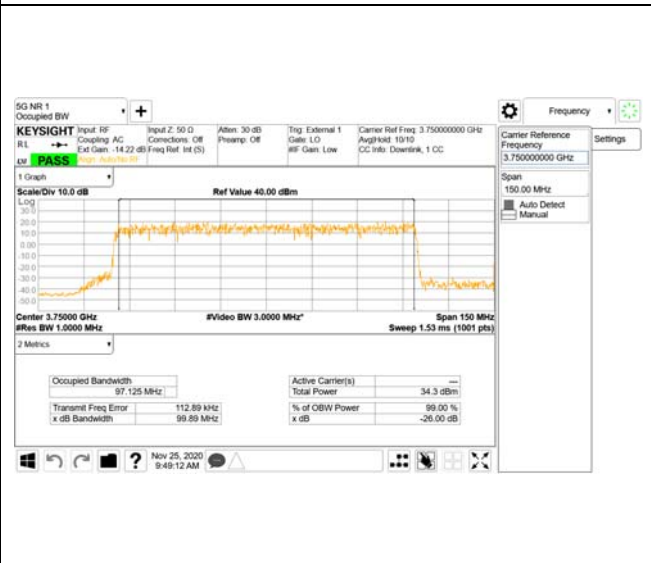 5G NR 1
Occupied BW
Frequency
KEYSIGHT
RL
PASS
Input: RF
Coupling: AC
Ext Gain: -14.22 dB
Align: Auto/No RF
Input Z: 50 Ω
Corrections: Off
Freq Ref: Int (S)
Atten: 30 dB
Preamp: Off
Trig: External 1
Gate: LO
#IF Gain: Low
Carrier Ref Freq: 3.750000000 GHz
Avg|Hold: 10/10
CC Info: Downlink, 1 CC
Carrier Reference
Frequency
3.750000000 GHz
Settings
Span
150.00 MHz
Auto Detect
Manual
1 Graph
Scale/Div 10.0 dB
Ref Value 40.00 dBm
Log
30.0
20.0
10.0
0.00
-10.0
-20.0
-30.0
-40.0
-50.0
Center 3.75000 GHz
#Video BW 3.0000 MHz*
Span 150 MHz
#Res BW 1.0000 MHz
Sweep 1.53 ms (1001 pts)
2 Metrics
Occupied Bandwidth
97.125 MHz
Active Carrier(s)
---
Total Power
34.3 dBm
Transmit Freq Error
112.89 kHz
% of OBW Power
99.00 %
x dB Bandwidth
99.89 MHz
x dB
-26.00 dB
?
Nov 25, 2020
9:49:12 AM